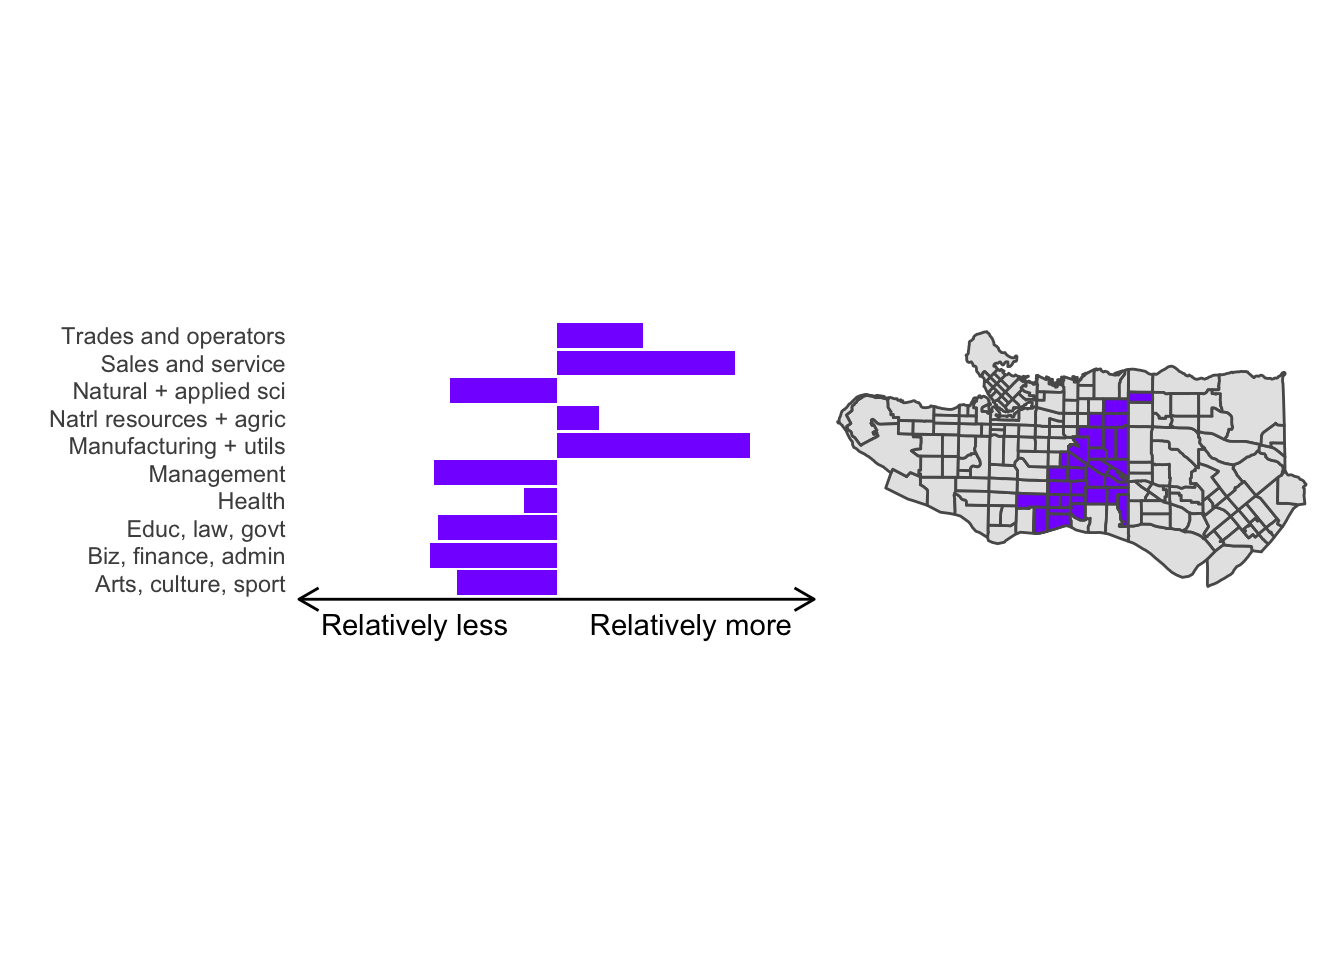 Trades and operators
Sales and service
Natural + applied sci
Natrl resources + agric
Manufacturing + utils
Management
Health
Educ, law, govt
Biz, finance, admin
Arts, culture, sport
Relatively less
Relatively more